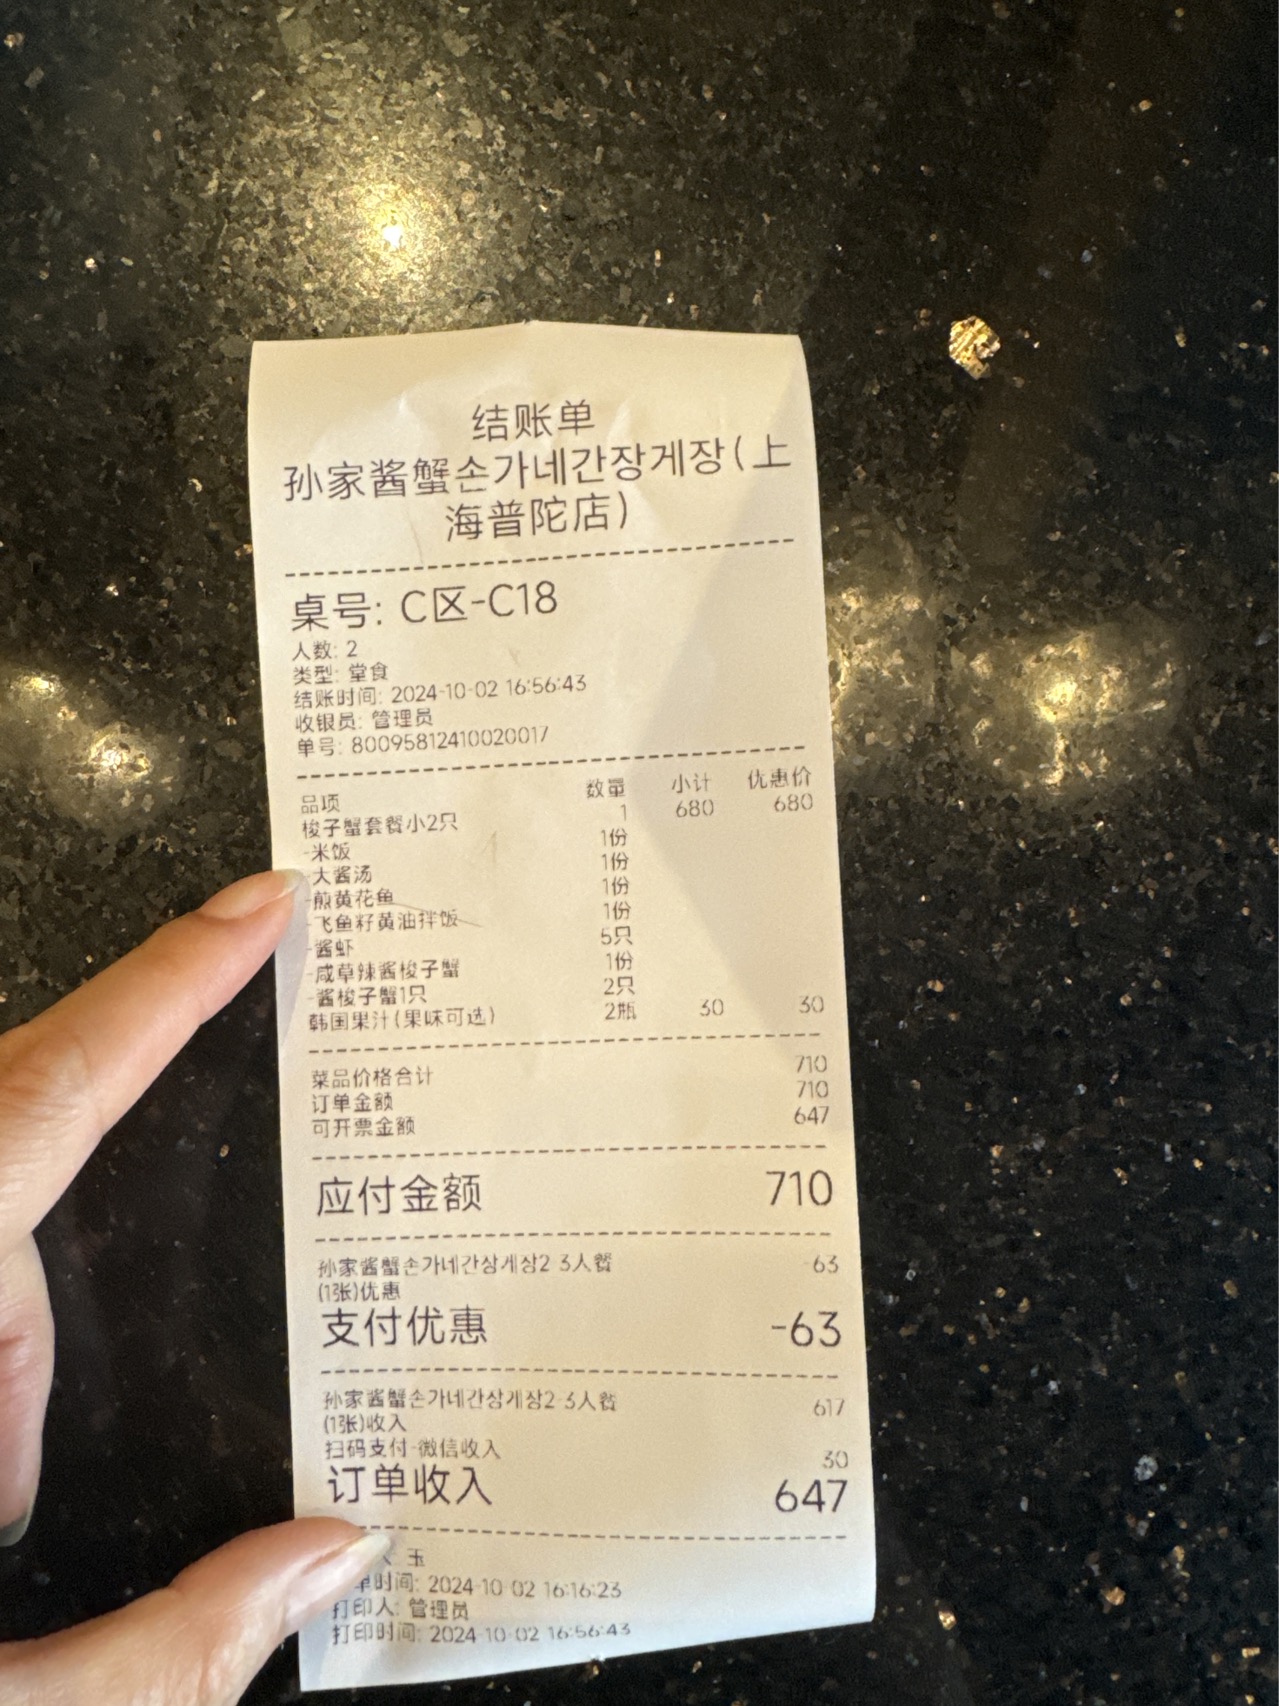 结账单
孙家酱蟹손가네간장게장(上
海普陀店)
桌号: C区-C18
人数: 2
类型: 堂食
结账时间: 2024-10-02 16:56:43
收银员: 管理员
单号: 80095812410020017
品项 数量 小计 优惠价
梭子蟹套餐小2只 1 680 680
-米饭 1份
-大酱汤 1份
-煎黄花鱼 1份
-飞鱼籽黄油拌饭 1份
-酱虾 5只
-咸草辣酱梭子蟹 1份
-酱梭子蟹1只 2只
韩国果汁(果味可选) 2瓶 30 30
菜品价格合计 710
订单金额 710
可开票金额 647
应付金额 710
孙家酱蟹손가네간장게장2-3人餐 -63
(1张)优惠
支付优惠 -63
孙家酱蟹손가네간장게장2-3人餐 617
(1张)收入
扫码支付-微信收入 30
订单收入 647
玉
单时间: 2024-10-02 16:16:23
打印人: 管理员
打印时间: 2024-10-02 16:56:43